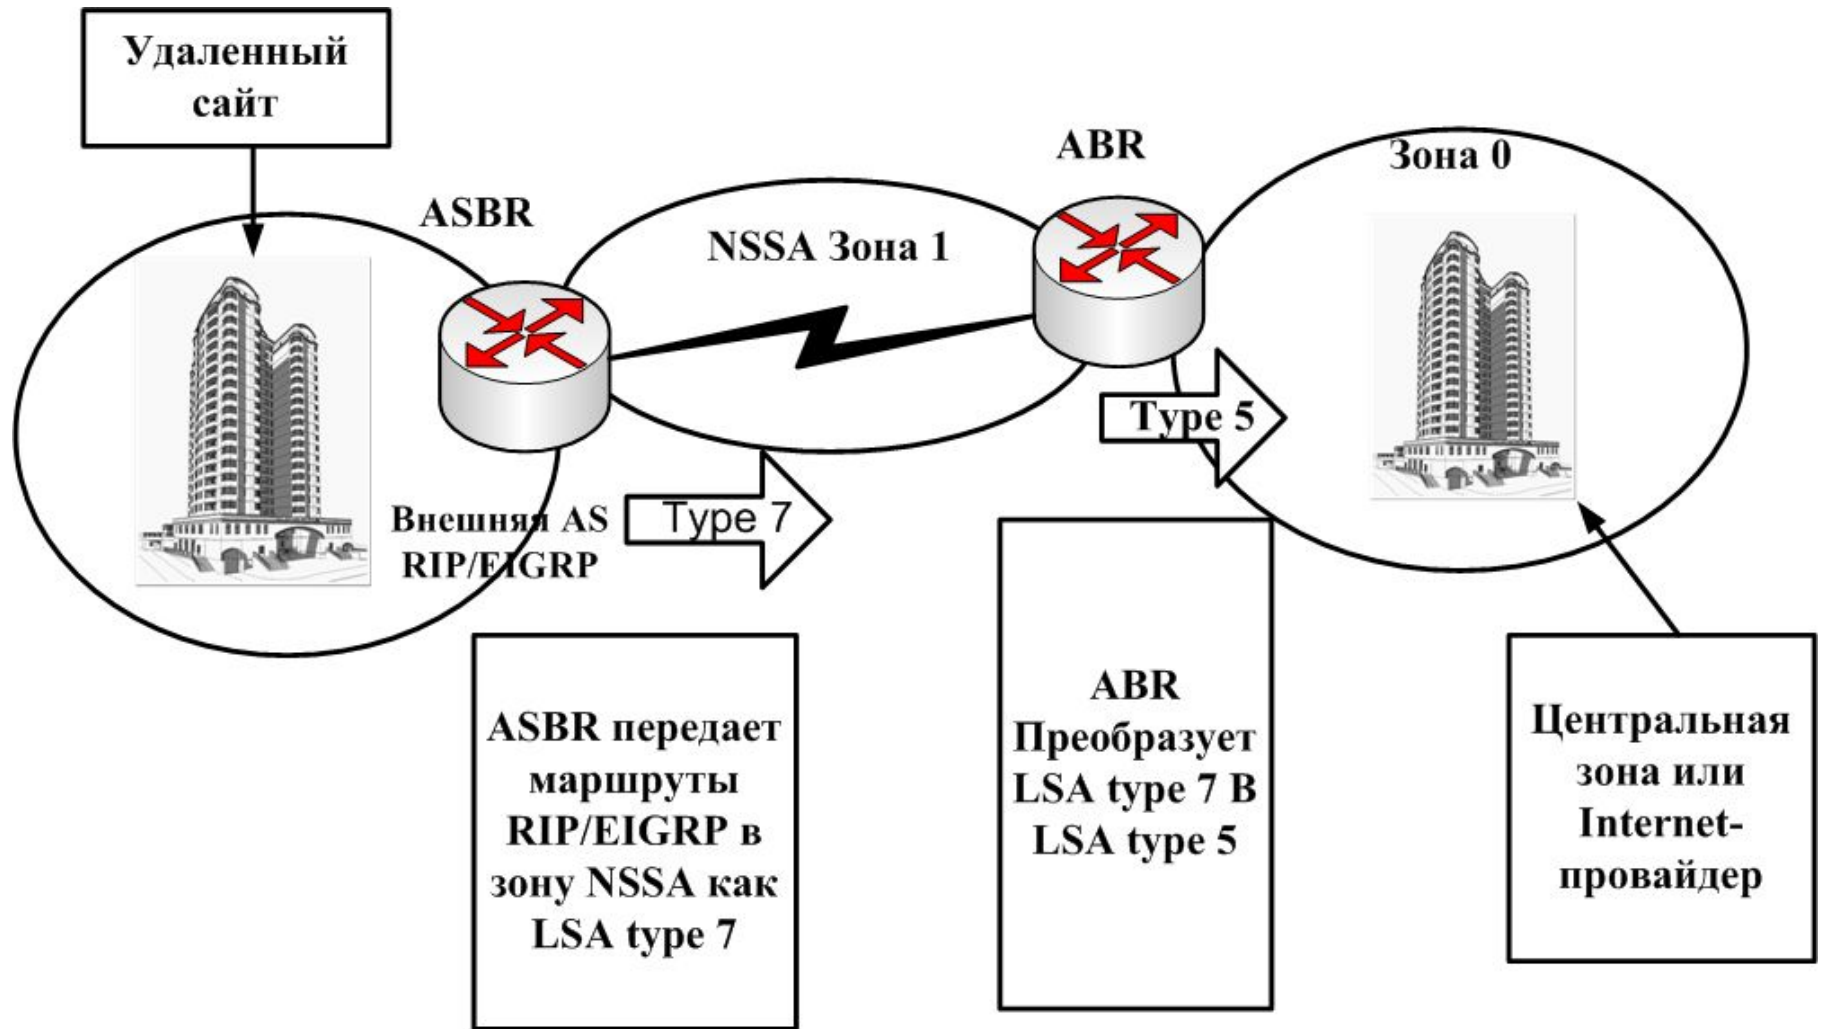 Удаленный
сайт
ASBR
ABR
Зона 0
NSSA Зона 1
Type 5
Внешняя AS
RIP/EIGRP
Type 7
ASBR передает
маршруты
RIP/EIGRP в
зону NSSA как
LSA type 7
ABR
Преобразует
LSA type 7 В
LSA type 5
Центральная
зона или
Internet-
провайдер